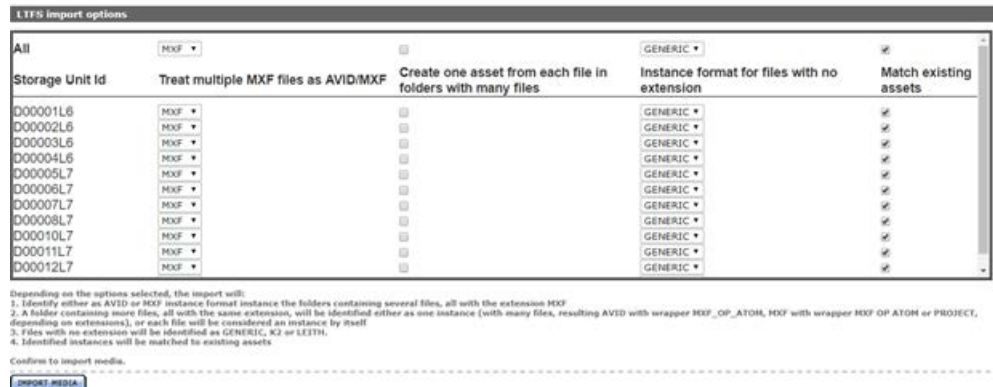 LTFS import options
All MXF GENERIC
Storage Unit Id Treat multiple MXF files as AVID/MXF Create one asset from each file in folders with many files Instance format for files with no extension Match existing assets
D00001L6 MXF GENERIC
D00002L6 MXF GENERIC
D00003L6 MXF GENERIC
D00004L6 MXF GENERIC
D00005L7 MXF GENERIC
D00006L7 MXF GENERIC
D00007L7 MXF GENERIC
D00008L7 MXF GENERIC
D00010L7 MXF GENERIC
D00011L7 MXF GENERIC
D00012L7 MXF GENERIC
Depending on the options selected, the import will:
1. Identify either as AVID or MXF instance format instance the folders containing several files, all with the extension MXF
2. A folder containing more files, all with the same extension, will be identified either as one instance (with many files, resulting AVID with wrapper MXF_OP_ATOM, MXF with wrapper MXF OP ATOM or PROJECT,
depending on extensions), or each file will be considered an instance by itself
3. Files with no extension will be identified as GENERIC, K2 or LEITH.
4. Identified instances will be matched to existing assets
Confirm to import media.
IMPORT MEDIA